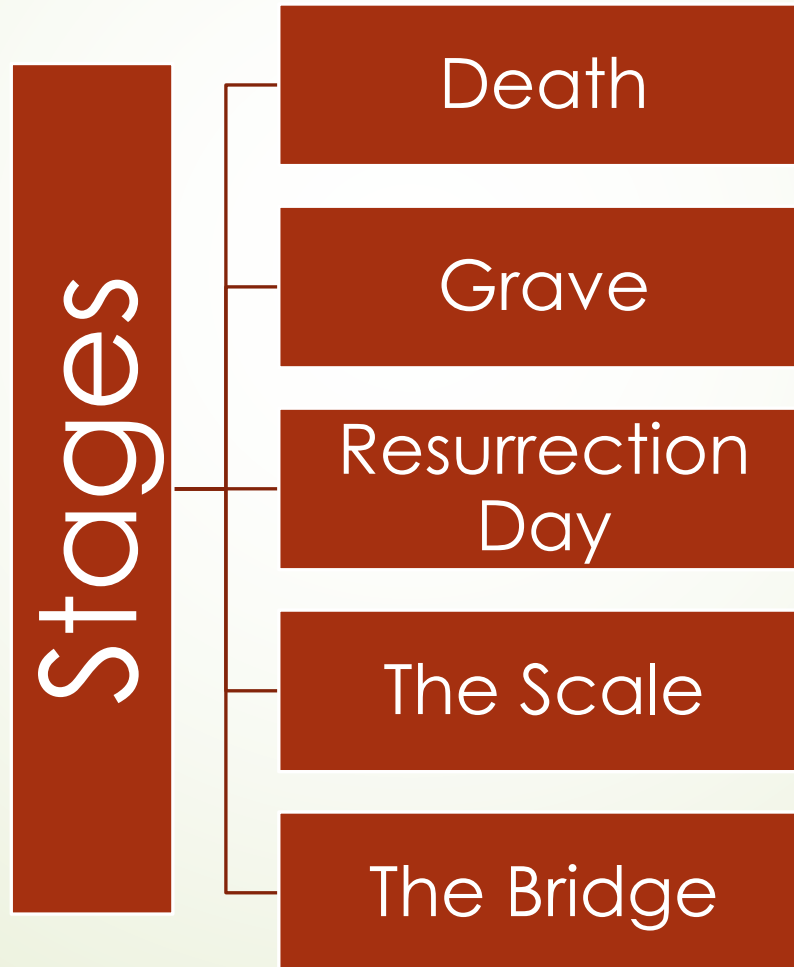 Stages
Death
Grave
Resurrection
Day
The Scale
The Bridge